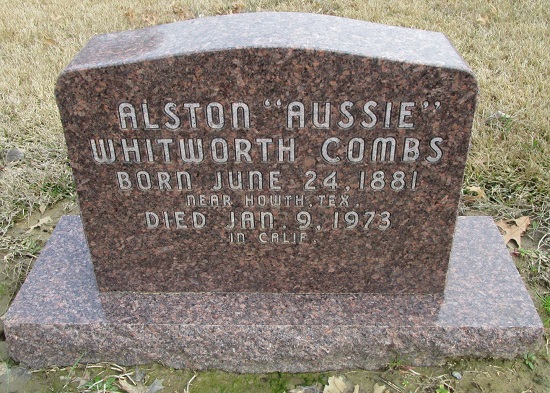 ALSTON "AUSSIE"
WHITWORTH COMBS
BORN JUNE 24, 1881
NEAR HOWTH, TEX.
DIED JAN. 9, 1973
IN CALIF.